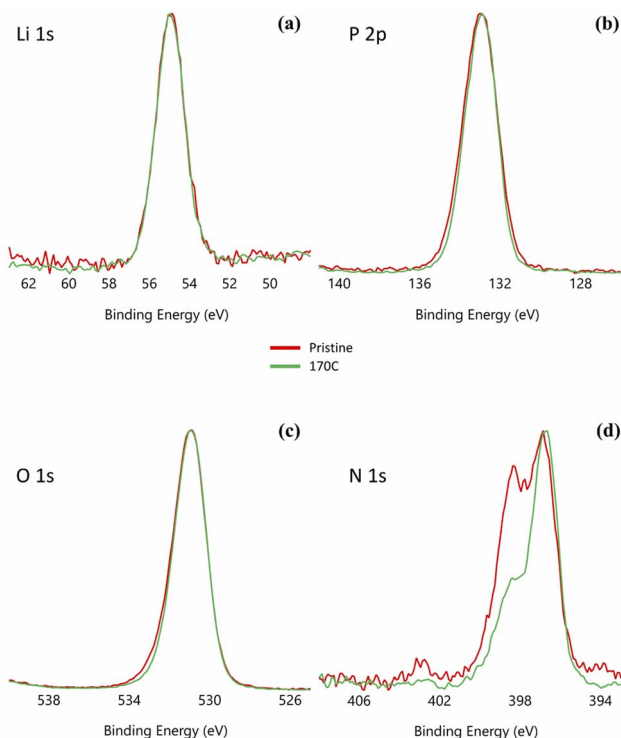 Li 1s
(a)
62 60 58 56 54 52 50
Binding Energy (eV)
P 2p
(b)
140 136 132 128
Binding Energy (eV)
Pristine
170C
O 1s
(c)
538 534 530 526
Binding Energy (eV)
N 1s
(d)
406 402 398 394
Binding Energy (eV)